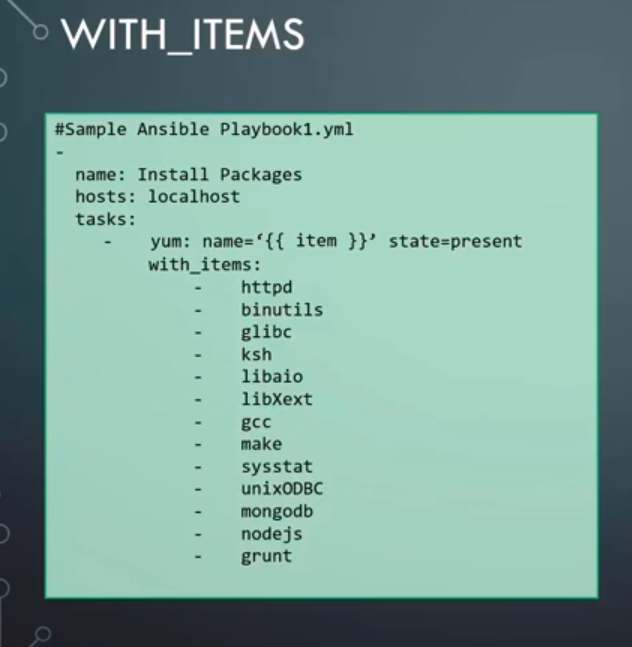 WITH_ITEMS
#Sample Ansible Playbook1.yml
-
name: Install Packages
hosts: localhost
tasks:
- yum: name=‘{{ item }}’ state=present
with_items:
- httpd
- binutils
- glibc
- ksh
- libaio
- libXext
- gcc
- make
- sysstat
- unixODBC
- mongodb
- nodejs
- grunt